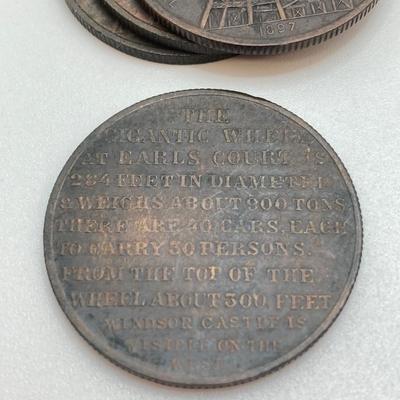 1897
THE
GIGANTIC WHEEL
AT EARLS COURT IS
284 FEET IN DIAMETER
& WEIGHS ABOUT 900 TONS
THERE ARE 40 CARS, EACH
TO CARRY 30 PERSONS.
FROM THE TOP OF THE
WHEEL ABOUT 300 FEET
WINDSOR CASTLE IS
VISIBLE ON THE